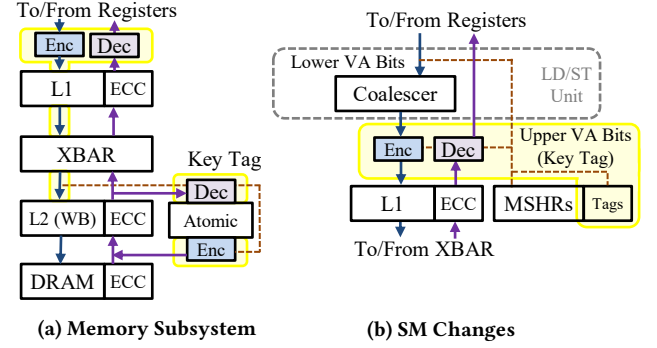 To/From Registers
Enc
Dec
L1
ECC
XBAR
Key Tag
Dec
L2 (WB)
ECC
Atomic
Enc
DRAM
ECC
(a) Memory Subsystem
To/From Registers
Lower VA Bits
LD/ST
Unit
Coalescer
Upper VA Bits
(Key Tag)
Enc
Dec
L1
ECC
MSHRs
Tags
To/From XBAR
(b) SM Changes